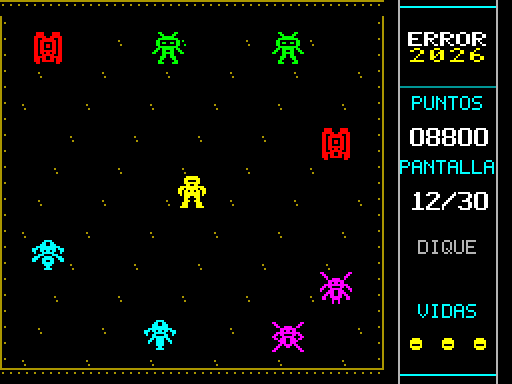 ERROR
2026
PUNTOS
08800
PANTALLA
12/30
DIQUE
VIDAS